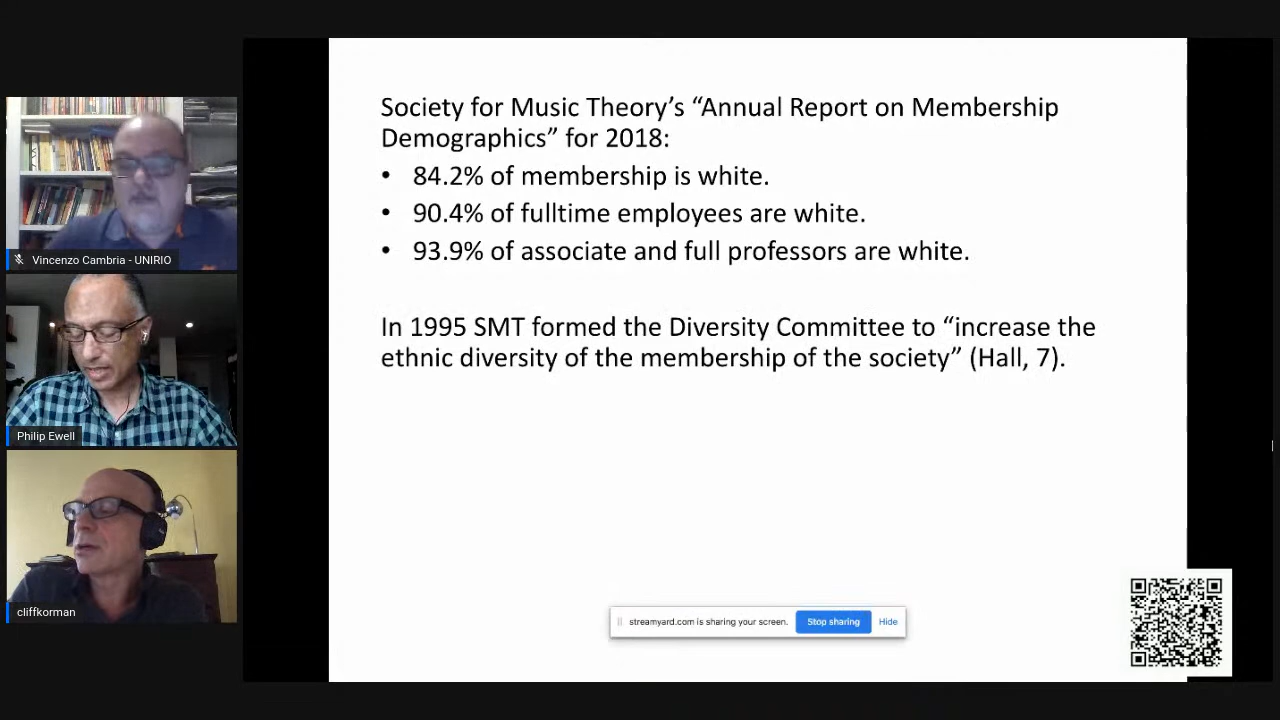 Society for Music Theory’s “Annual Report on Membership
Demographics” for 2018:
• 84.2% of membership is white.
• 90.4% of fulltime employees are white.
• 93.9% of associate and full professors are white.
In 1995 SMT formed the Diversity Committee to “increase the
ethnic diversity of the membership of the society” (Hall, 7).
Vincenzo Cambria - UNIRIO
Philip Ewell
cliffkorman
streamyard.com is sharing your screen. Stop sharing Hide